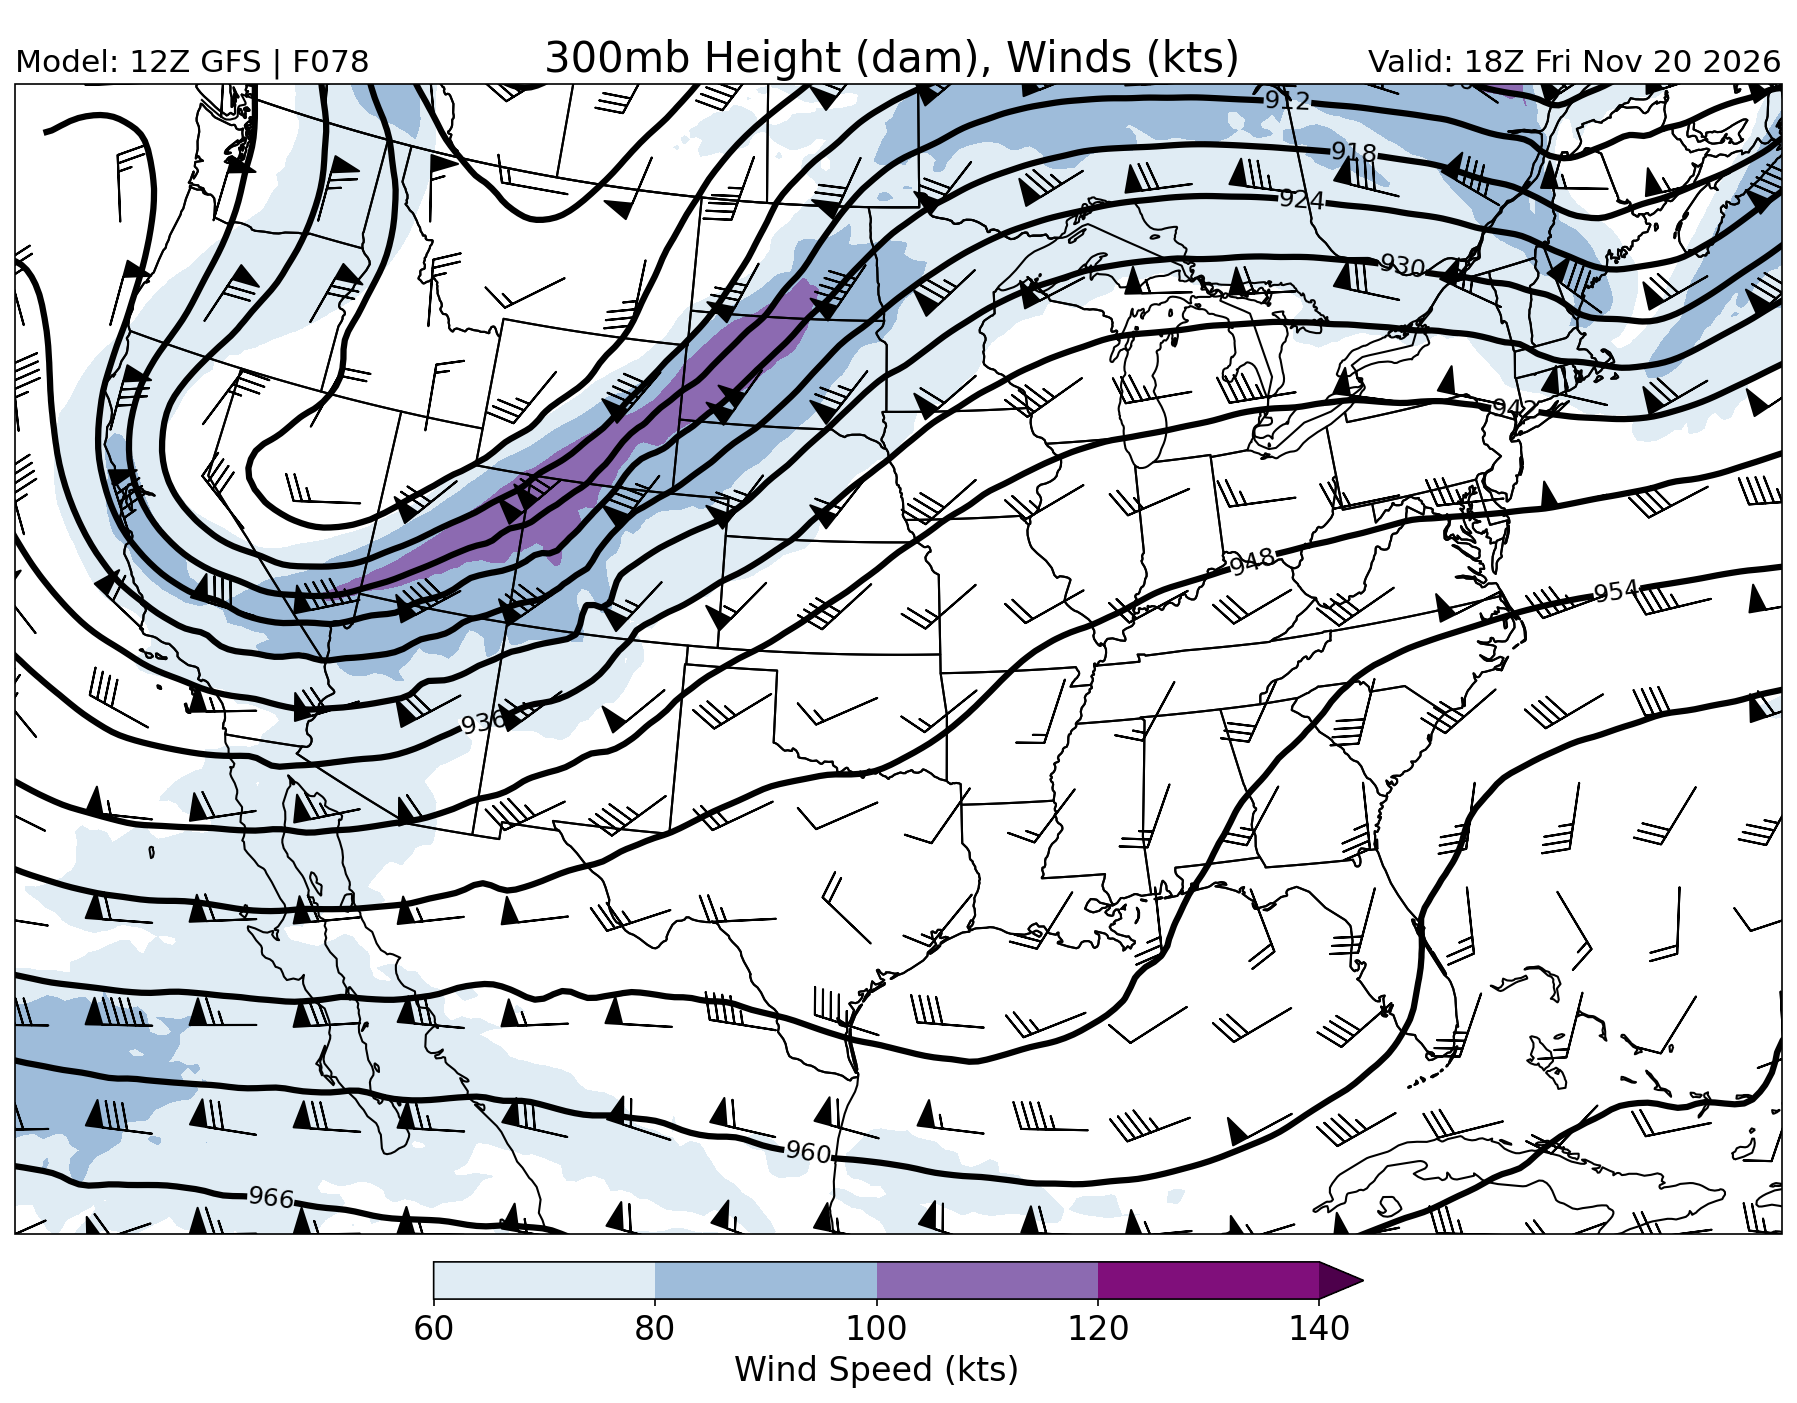 Model: 12Z GFS | F078
300mb Height (dam), Winds (kts)
Valid: 18Z Fri Nov 20 2026
912
918
924
930
942
948
954
936
960
966
60 80 100 120 140
Wind Speed (kts)